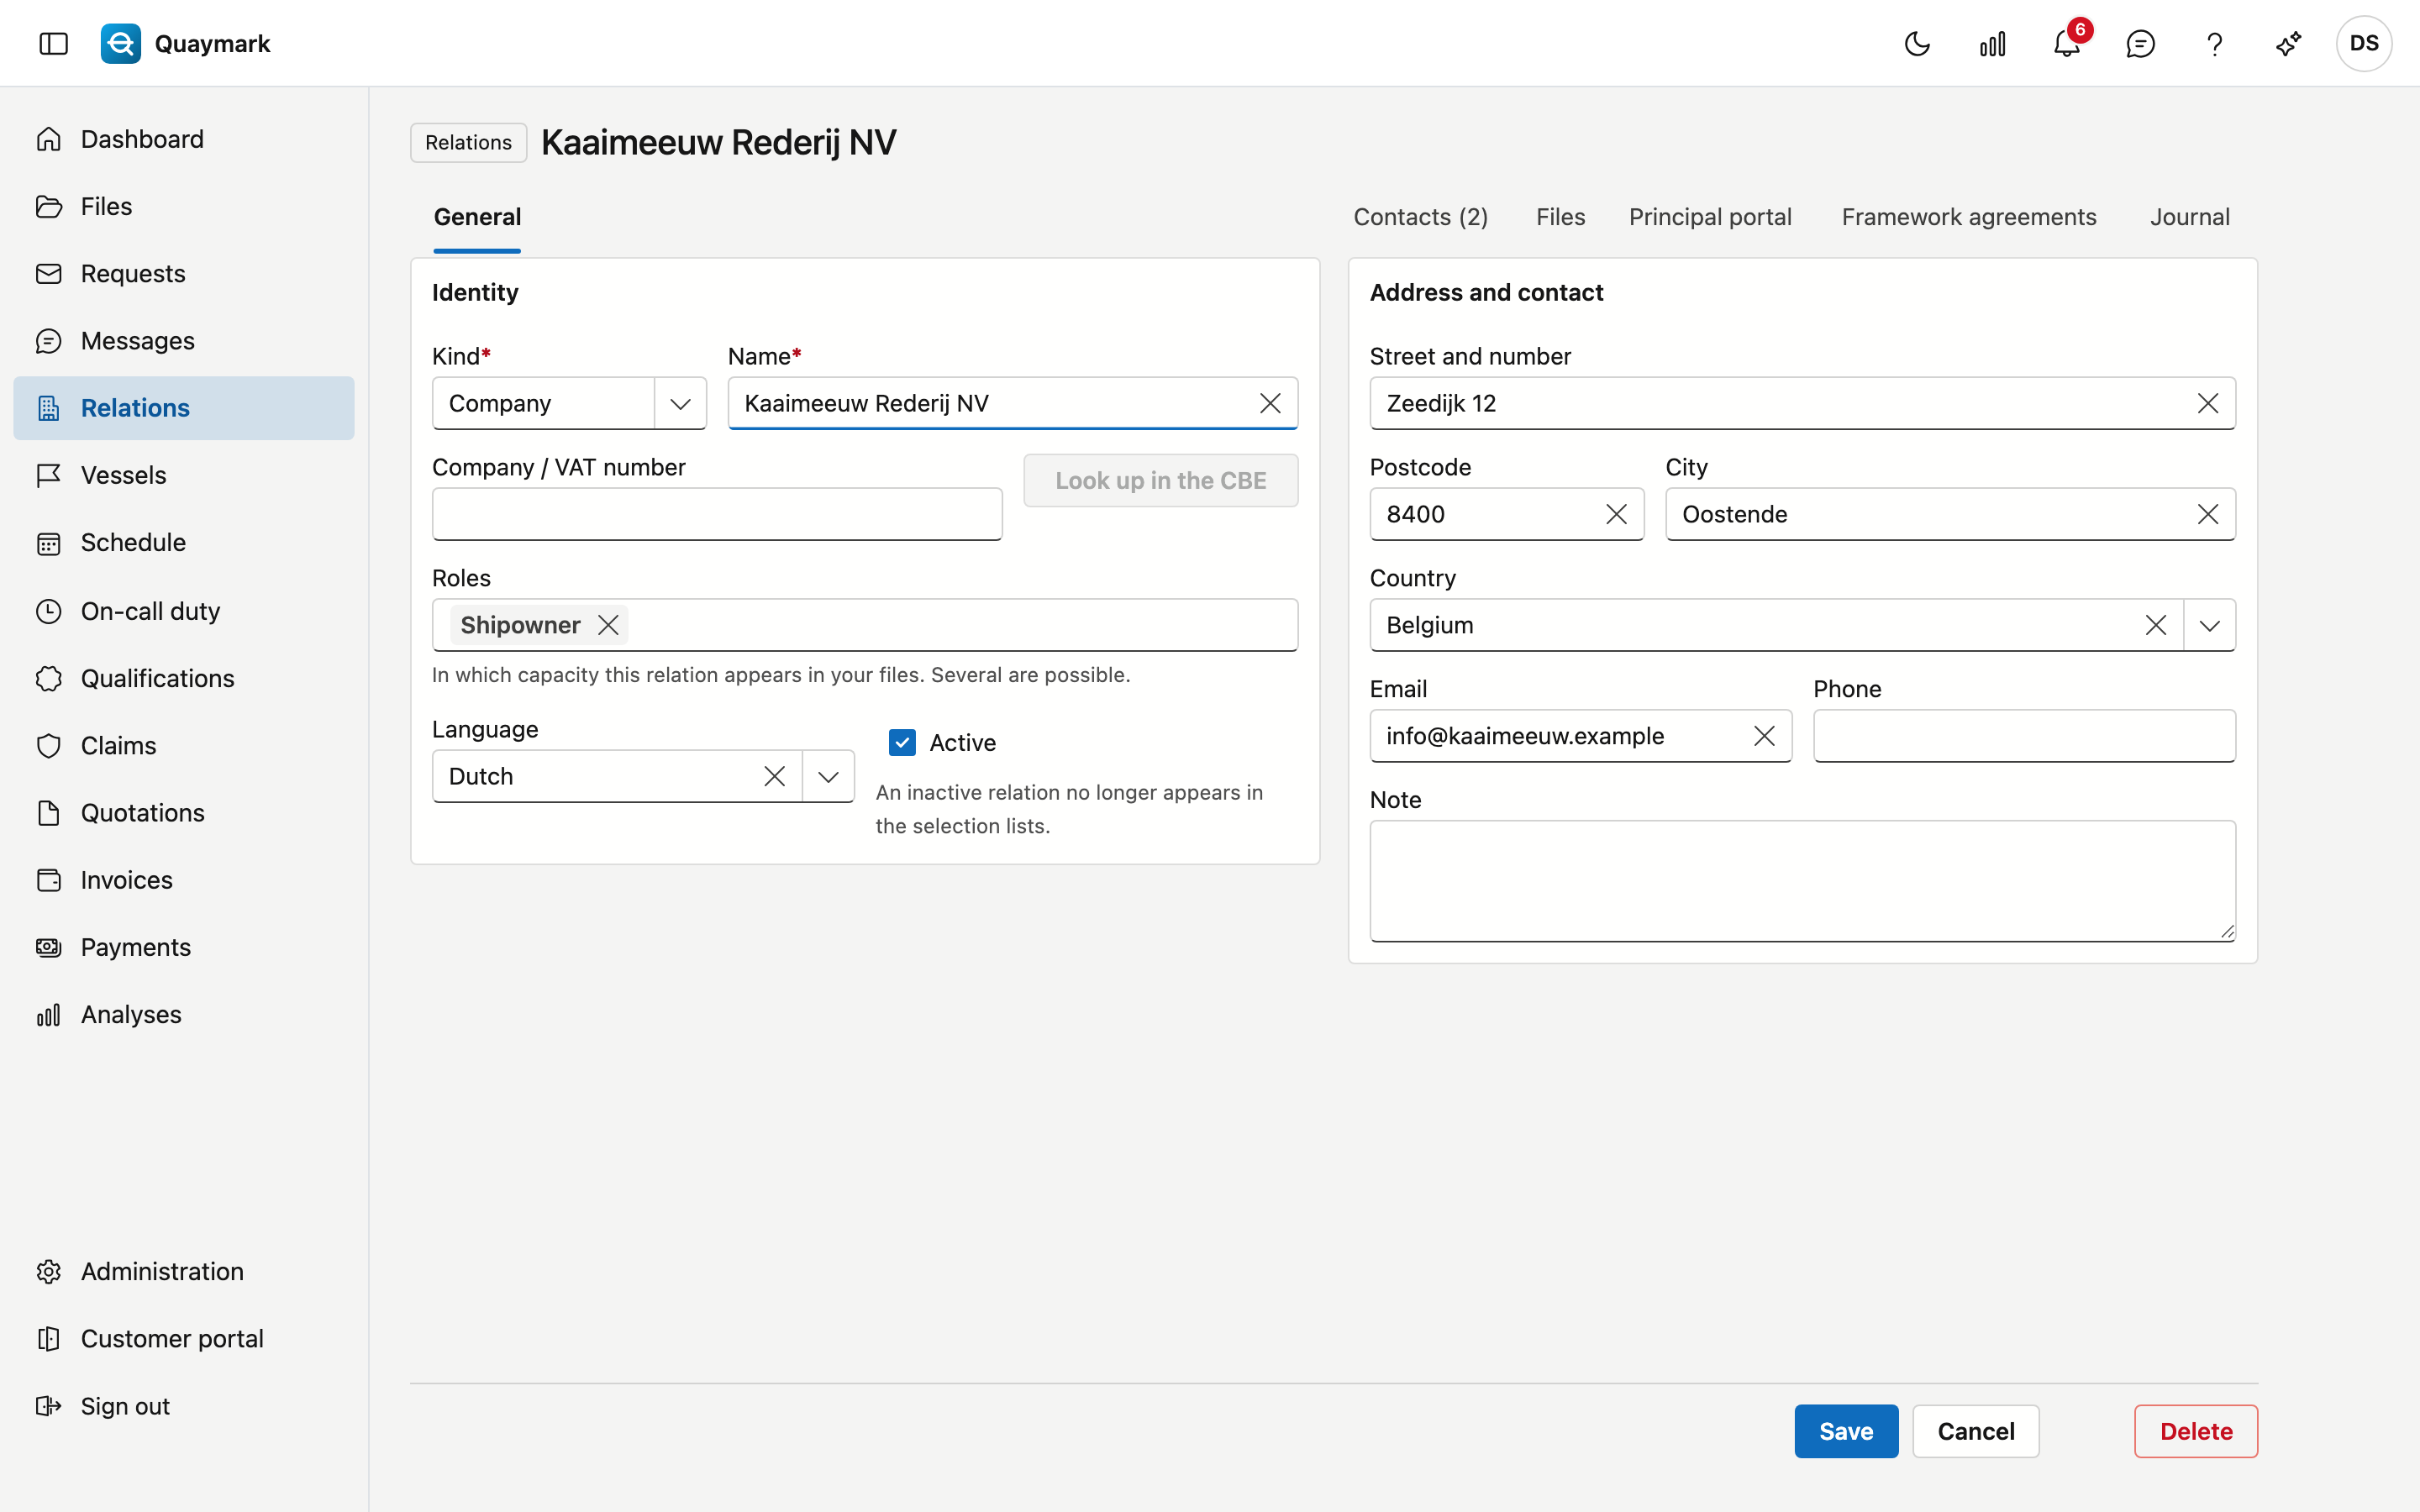 Quaymark
6
DS
Dashboard
Files
Requests
Messages
Relations
Vessels
Schedule
On-call duty
Qualifications
Claims
Quotations
Invoices
Payments
Analyses
Administration
Customer portal
Sign out
Relations
Kaaimeeuw Rederij NV
General
Contacts (2)
Files
Principal portal
Framework agreements
Journal
Identity
Kind*
Name*
Company
Kaaimeeuw Rederij NV
Company / VAT number
Look up in the CBE
Roles
Shipowner
In which capacity this relation appears in your files. Several are possible.
Language
Dutch
Active
An inactive relation no longer appears in
the selection lists.
Address and contact
Street and number
Zeedijk 12
Postcode
City
8400
Oostende
Country
Belgium
Email
Phone
info@kaaimeeuw.example
Note
Save
Cancel
Delete